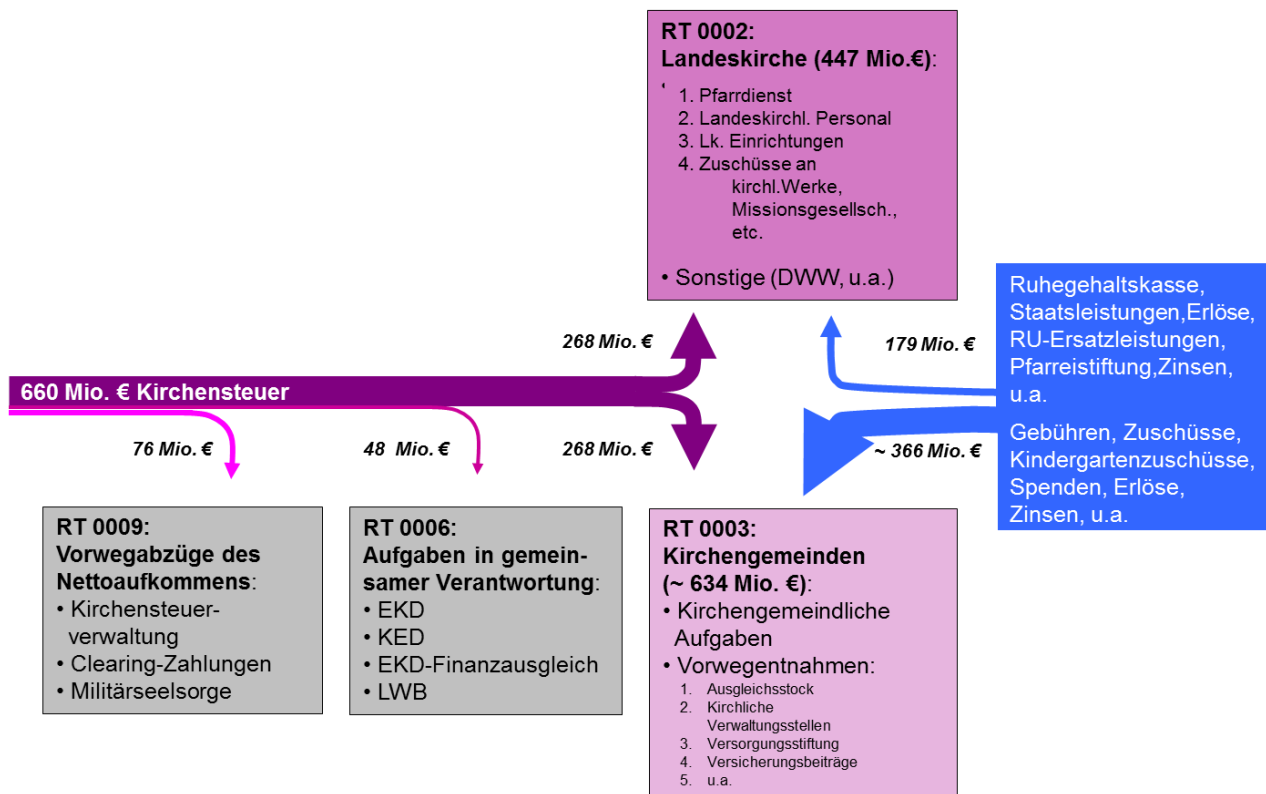 RT 0002:
Landeskirche (447 Mio.€):
1. Pfarrdienst
2. Landeskirchl. Personal
3. Lk. Einrichtungen
4. Zuschüsse an
kirchl.Werke,
Missionsgesellsch.,
etc.
• Sonstige (DWW, u.a.)
268 Mio. €
179 Mio. €
Ruhegehaltskasse,
Staatsleistungen,Erlöse,
RU-Ersatzleistungen,
Pfarreistiftung,Zinsen,
u.a.
Gebühren, Zuschüsse,
Kindergartenzuschüsse,
Spenden, Erlöse,
Zinsen, u.a.
660 Mio. € Kirchensteuer
76 Mio. €
48 Mio. €
268 Mio. €
~ 366 Mio. €
RT 0009:
Vorwegabzüge des
Nettoaufkommens:
• Kirchensteuer-
verwaltung
• Clearing-Zahlungen
• Militärseelsorge
RT 0006:
Aufgaben in gemein-
samer Verantwortung:
• EKD
• KED
• EKD-Finanzausgleich
• LWB
RT 0003:
Kirchengemeinden
(~ 634 Mio. €):
• Kirchengemeindliche
Aufgaben
• Vorwegentnahmen:
1. Ausgleichsstock
2. Kirchliche
Verwaltungsstellen
3. Versorgungsstiftung
4. Versicherungsbeiträge
5. u.a.